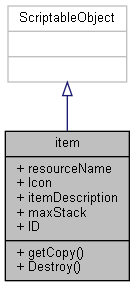 ScriptableObject
item
+ resourceName
+ Icon
+ itemDescription
+ maxStack
+ ID
+ getCopy()
+ Destroy()